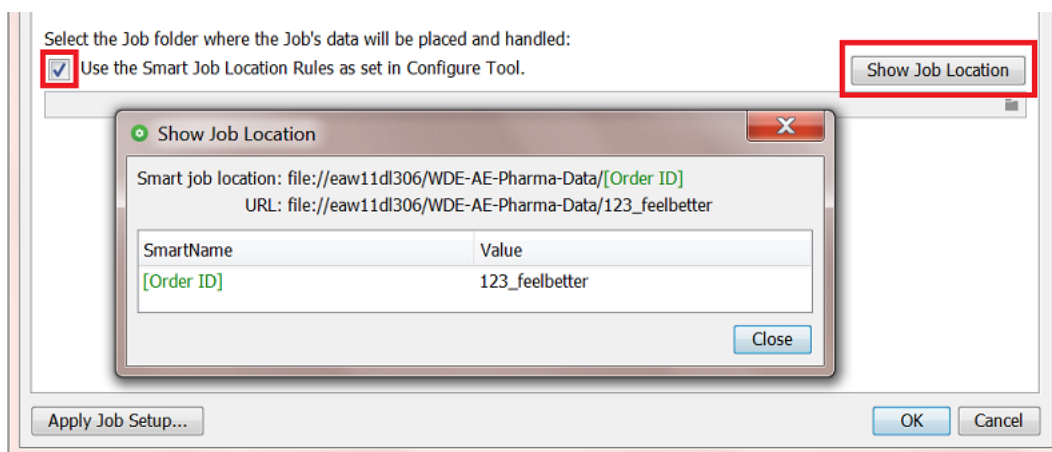 Select the Job folder where the Job's data will be placed and handled:
Use the Smart Job Location Rules as set in Configure Tool.
Show Job Location
Show Job Location
Smart job location: file://eaw11dl306/WDE-AE-Pharma-Data/[Order ID]
URL: file://eaw11dl306/WDE-AE-Pharma-Data/123_feelbetter
SmartName Value
[Order ID] 123_feelbetter
Close
Apply Job Setup... OK Cancel